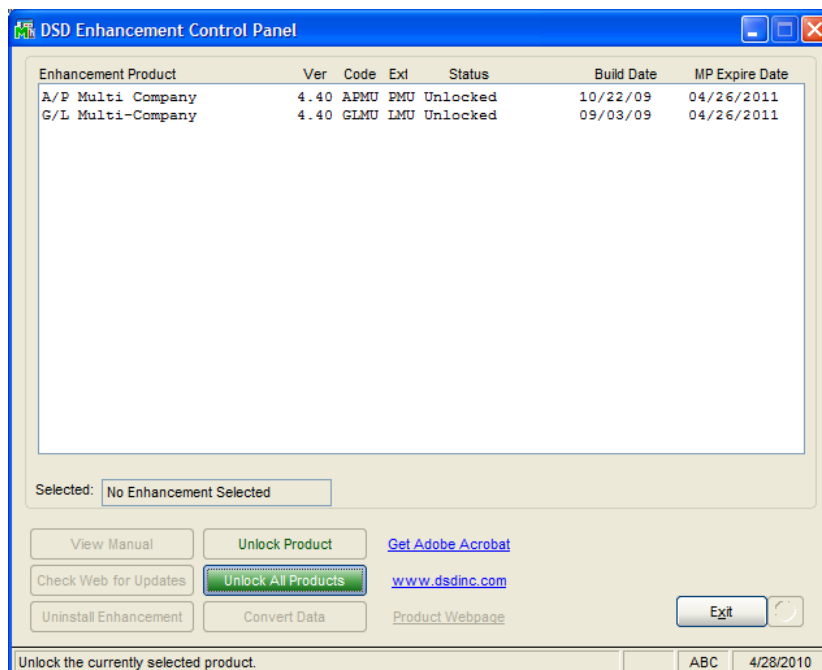 DSD Enhancement Control Panel
Enhancement Product Ver Code Ext Status Build Date MP Expire Date
A/P Multi Company 4.40 APMU PMU Unlocked 10/22/09 04/26/2011
G/L Multi-Company 4.40 GLMU LMU Unlocked 09/03/09 04/26/2011
Selected: No Enhancement Selected
View Manual Unlock Product Get Adobe Acrobat
Check Web for Updates Unlock All Products www.dsdinc.com
Uninstall Enhancement Convert Data Product Webpage Exit
Unlock the currently selected product. ABC 4/28/2010